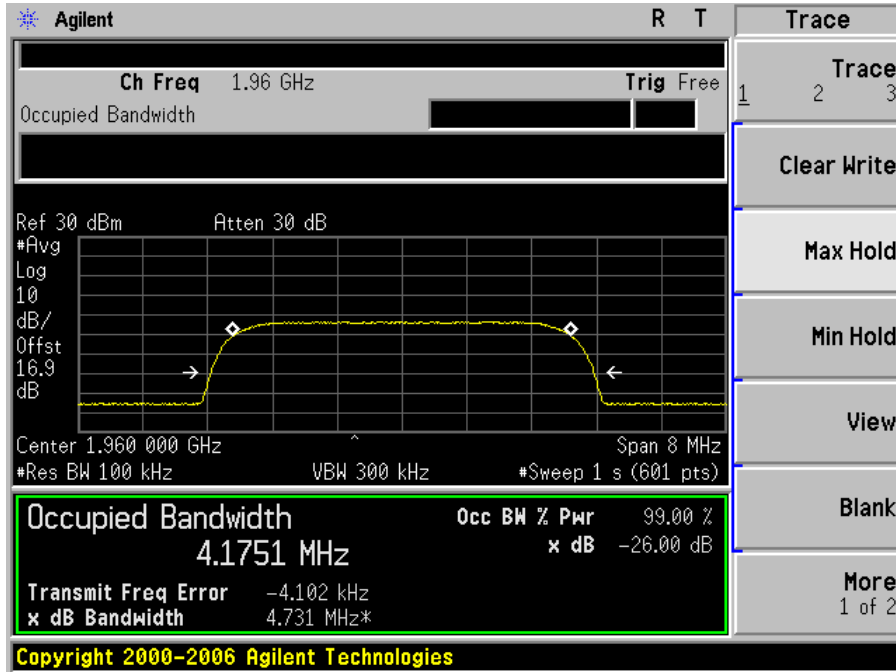 Agilent R T Trace
Ch Freq 1.96 GHz Trig Free
Occupied Bandwidth
Trace
1 2 3
Clear Write
Max Hold
Min Hold
View
Blank
More
1 of 2
Ref 30 dBm Atten 30 dB
#Avg
Log
10
dB/
Offst
16.9
dB
Center 1.960 000 GHz Span 8 MHz
#Res BW 100 kHz VBW 300 kHz #Sweep 1 s (601 pts)
Occupied Bandwidth Occ BW % Pwr 99.00 %
4.1751 MHz x dB -26.00 dB
Transmit Freq Error -4.102 kHz
x dB Bandwidth 4.731 MHz*
Copyright 2000-2006 Agilent Technologies